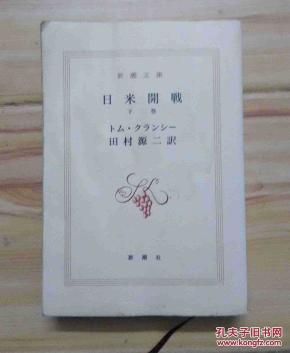 新潮文庫
日米開戦
下巻
トム・クランシー
田村源二訳
新潮社
孔夫子旧书网